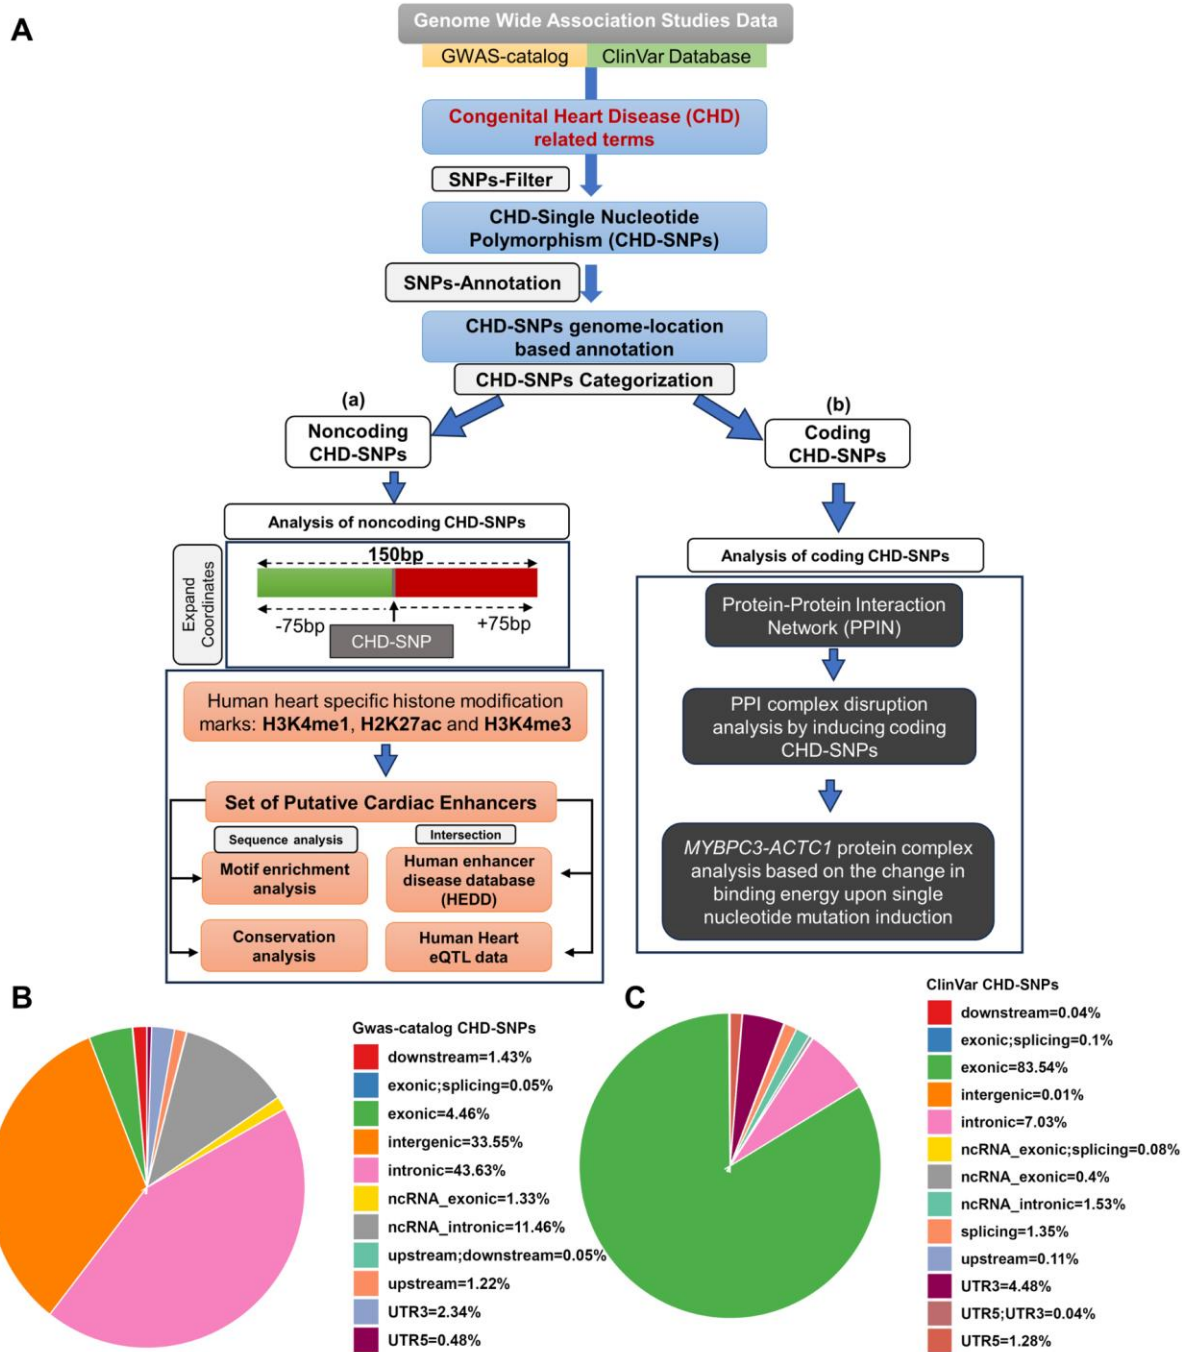 A
Genome Wide Association Studies Data
GWAS-catalog
ClinVar Database
Congenital Heart Disease (CHD)
related terms
SNPs-Filter
CHD-Single Nucleotide
Polymorphism (CHD-SNPs)
SNPs-Annotation
CHD-SNPs genome-location
based annotation
CHD-SNPs Categorization
(a)
Noncoding
CHD-SNPs
Analysis of noncoding CHD-SNPs
Expand
Coordinates
150bp
-75bp
+75bp
CHD-SNP
Human heart specific histone modification
marks: H3K4me1, H2K27ac and H3K4me3
Set of Putative Cardiac Enhancers
Sequence analysis
Motif enrichment
analysis
Conservation
analysis
Intersection
Human enhancer
disease database
(HEDD)
Human Heart
eQTL data
(b)
Coding
CHD-SNPs
Analysis of coding CHD-SNPs
Protein-Protein Interaction
Network (PPIN)
PPI complex disruption
analysis by inducing coding
CHD-SNPs
MYBPC3-ACTC1 protein complex
analysis based on the change in
binding energy upon single
nucleotide mutation induction
B
Gwas-catalog CHD-SNPs
downstream=1.43%
exonic;splicing=0.05%
exonic=4.46%
intergenic=33.55%
intronic=43.63%
ncRNA_exonic=1.33%
ncRNA_intronic=11.46%
upstream;downstream=0.05%
upstream=1.22%
UTR3=2.34%
UTR5=0.48%
C
ClinVar CHD-SNPs
downstream=0.04%
exonic;splicing=0.1%
exonic=83.54%
intergenic=0.01%
intronic=7.03%
ncRNA_exonic;splicing=0.08%
ncRNA_exonic=0.4%
ncRNA_intronic=1.53%
splicing=1.35%
upstream=0.11%
UTR3=4.48%
UTR5;UTR3=0.04%
UTR5=1.28%